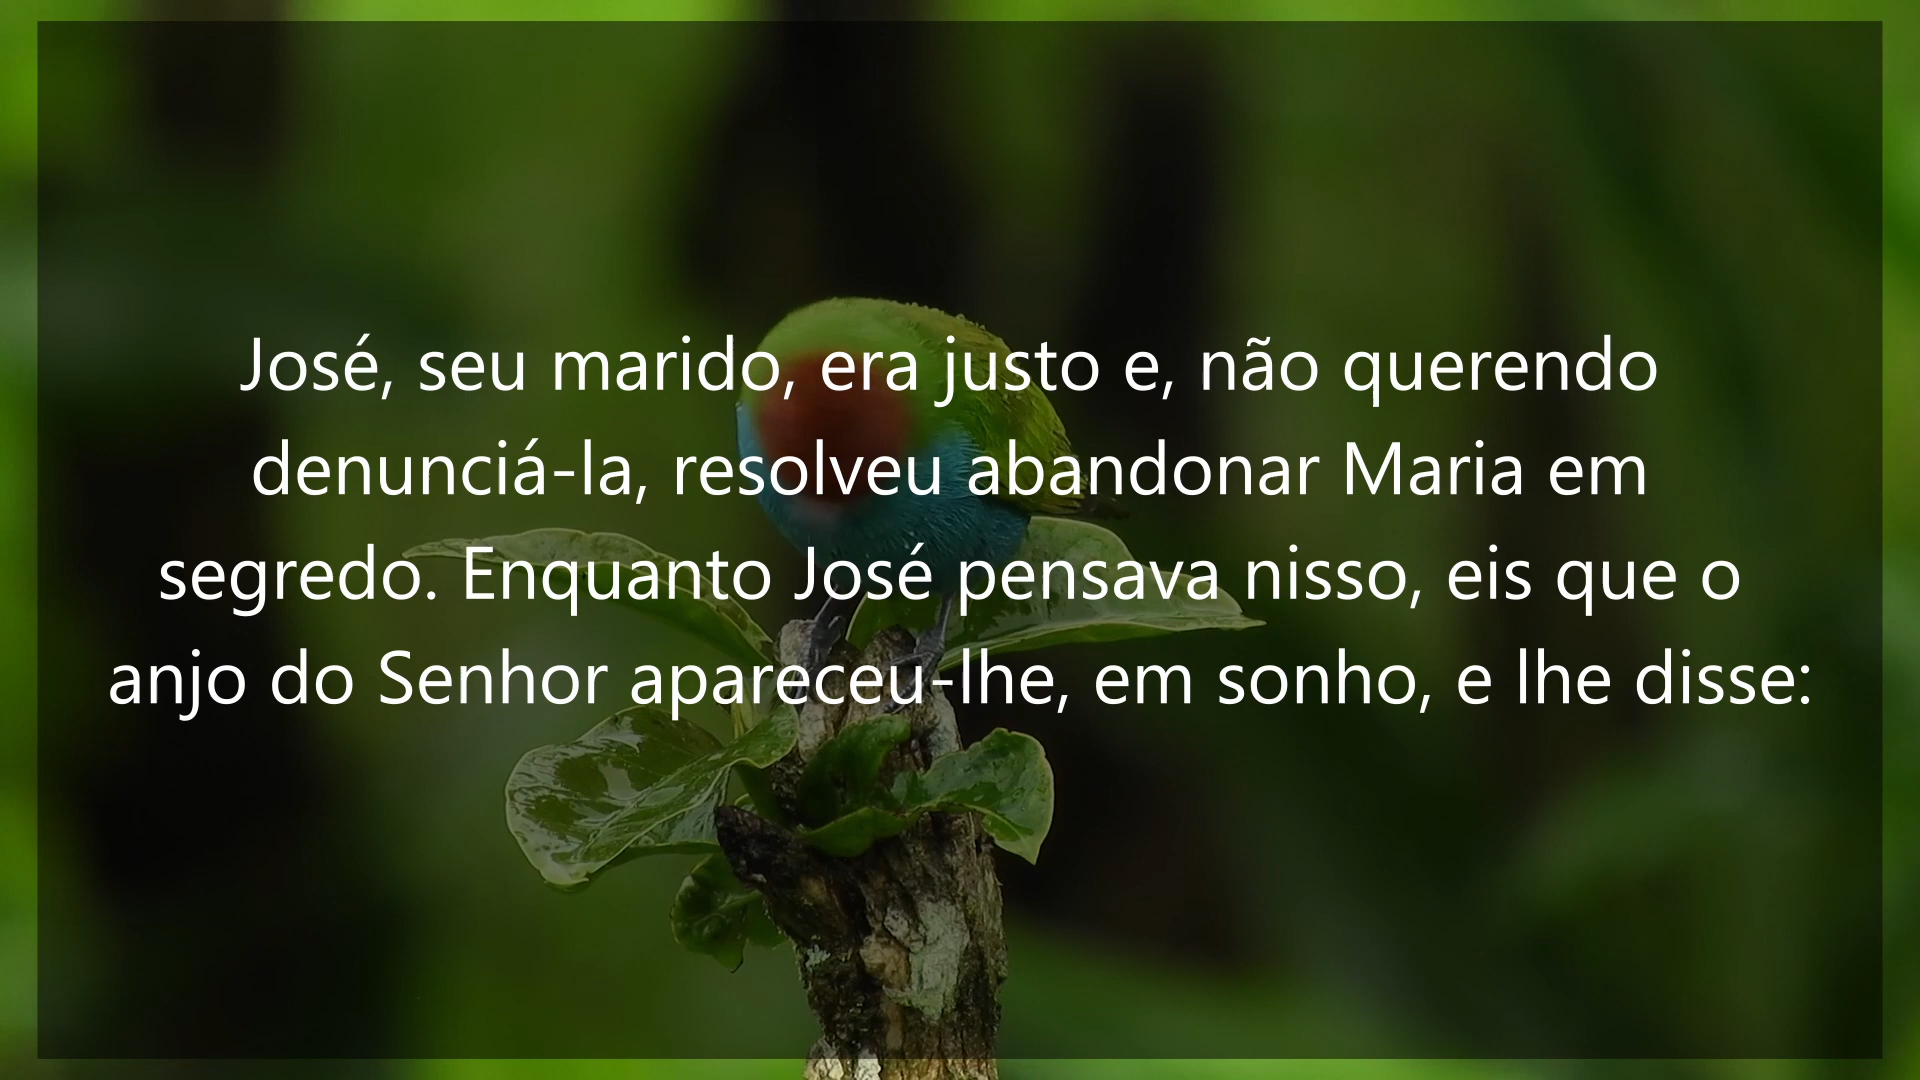 José, seu marido, era justo e, não querendo
denunciá-la, resolveu abandonar Maria em
segredo. Enquanto José pensava nisso, eis que o
anjo do Senhor apareceu-lhe, em sonho, e lhe disse: